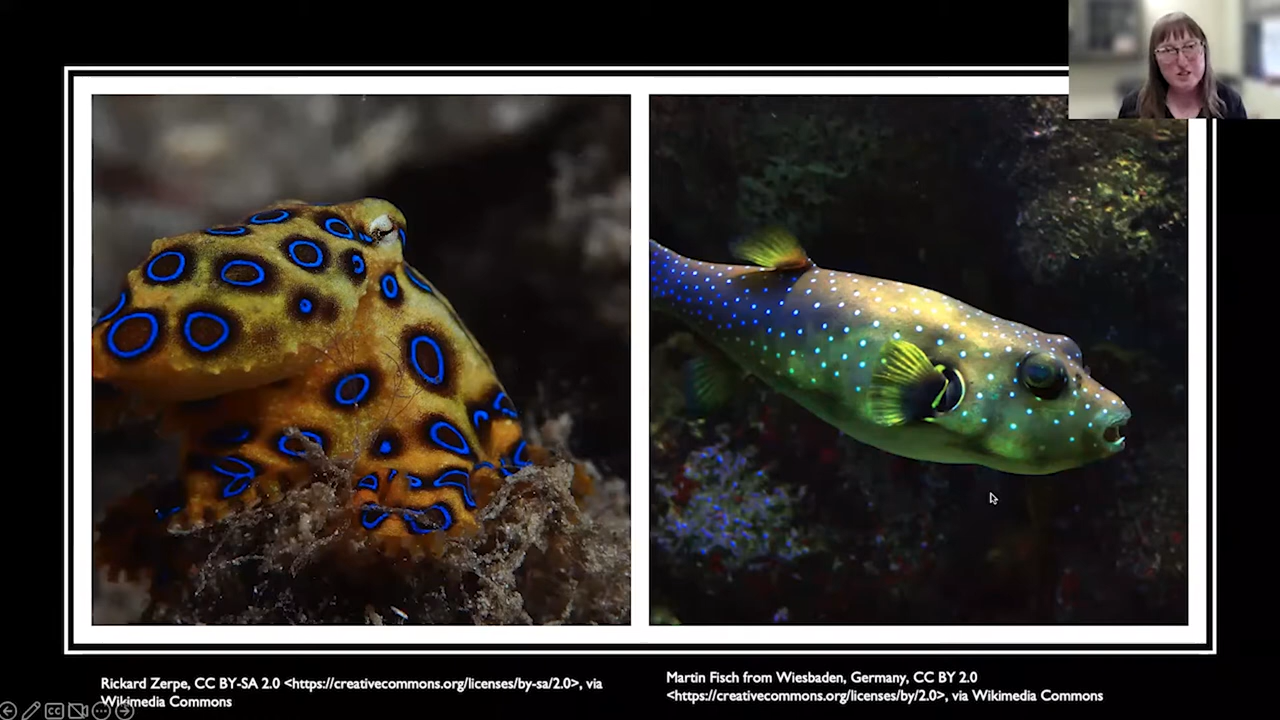 Rickard Zerpe, CC BY-SA 2.0 <https://creativecommons.org/licenses/by-sa/2.0>, via
Wikimedia Commons
Martin Fisch from Wiesbaden, Germany, CC BY 2.0
<https://creativecommons.org/licenses/by/2.0>, via Wikimedia Commons
CC